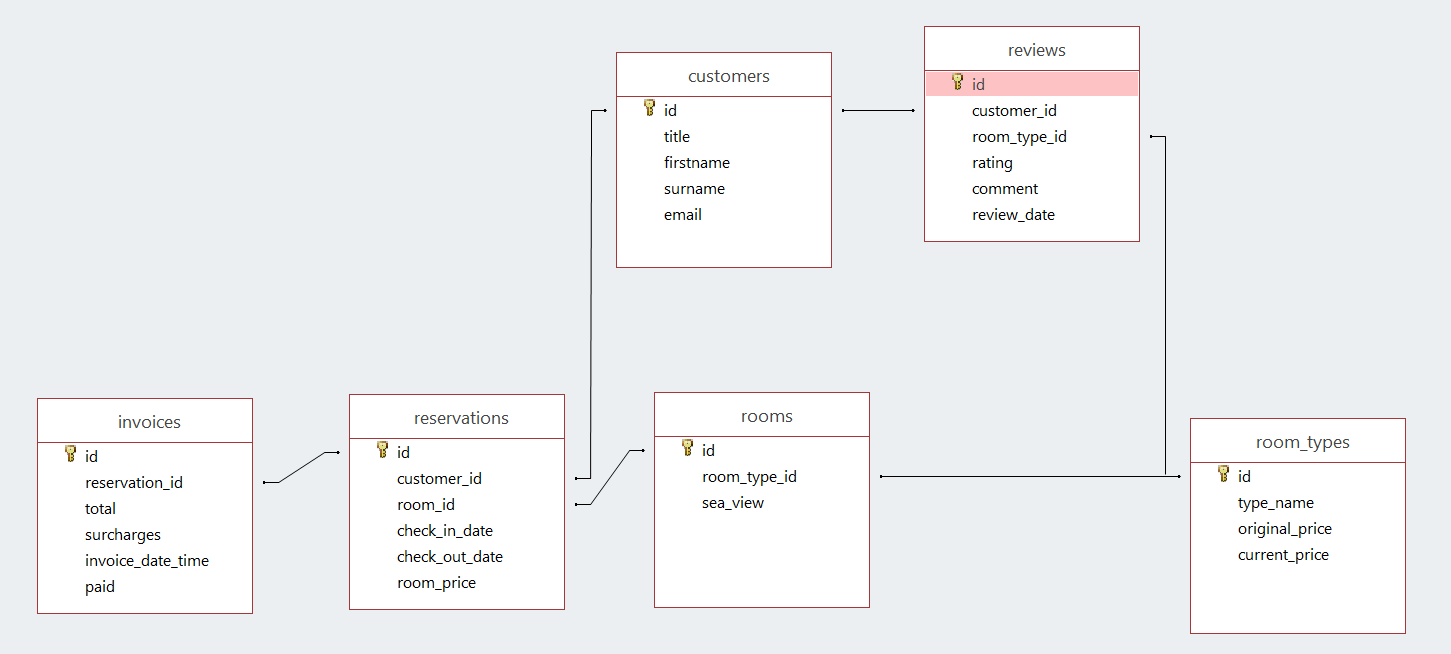 customers
id
title
firstname
surname
email
reviews
id
customer_id
room_type_id
rating
comment
review_date
invoices
id
reservation_id
total
surcharges
invoice_date_time
paid
reservations
id
customer_id
room_id
check_in_date
check_out_date
room_price
rooms
id
room_type_id
sea_view
room_types
id
type_name
original_price
current_price